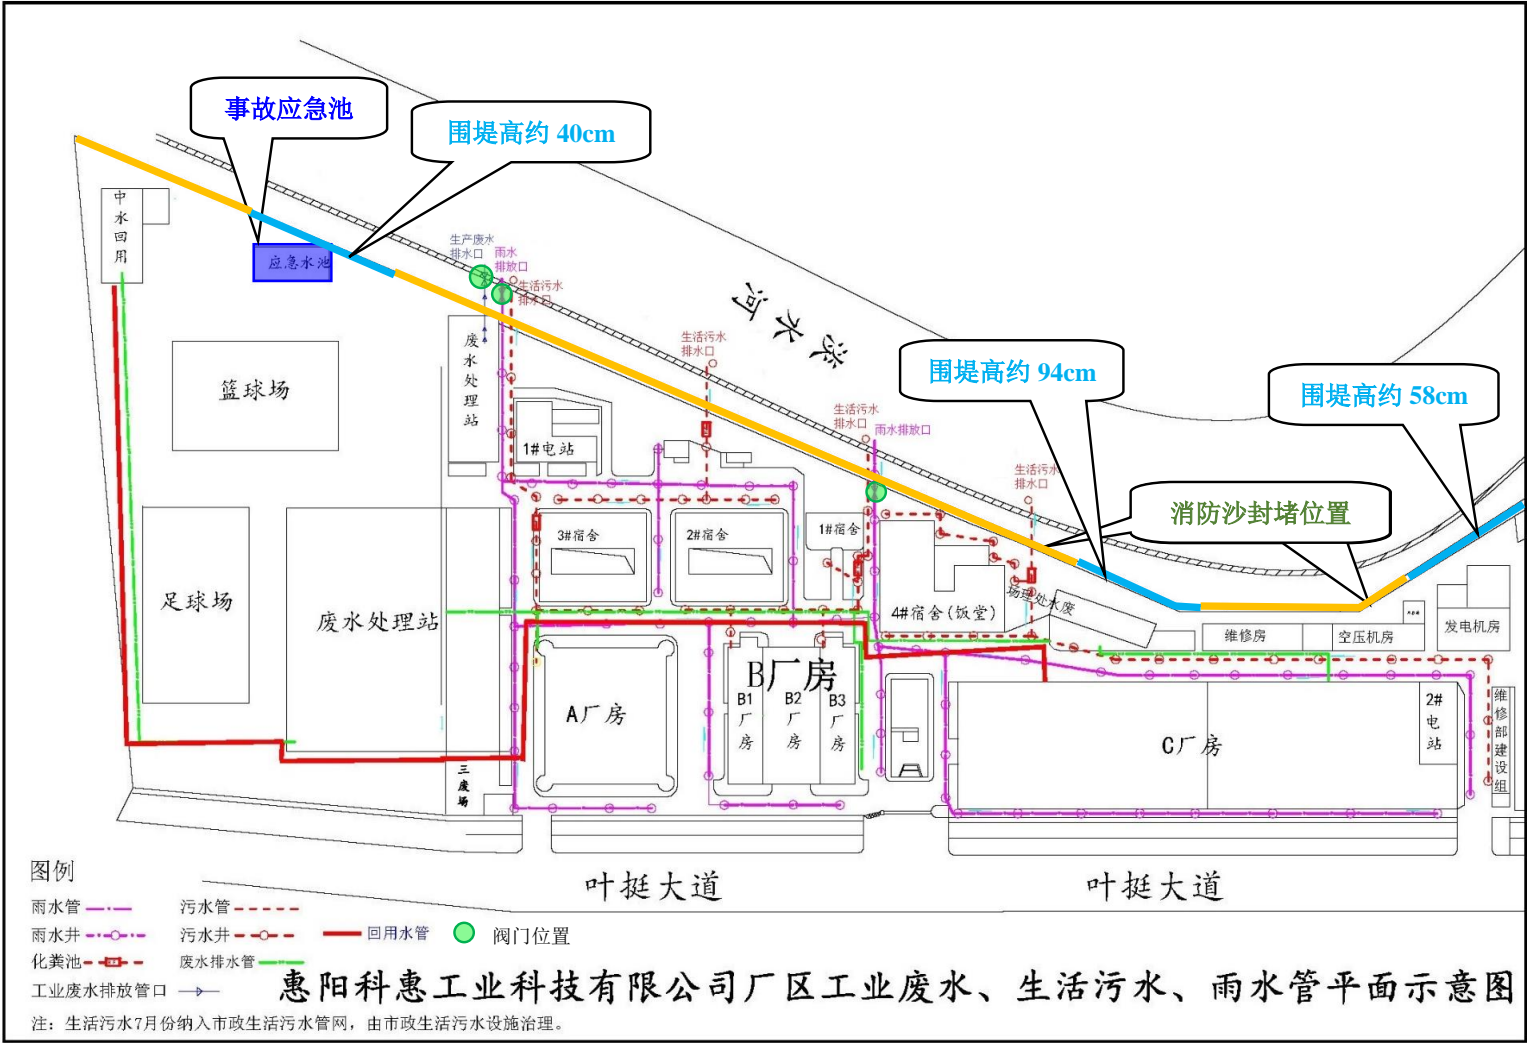 事故应急池
围堤高约 40cm
中水回用
应急水池
生产废水
排水口
雨水
排放口
生活污水
排水口
淡水河
生活污水
排水口
围堤高约 94cm
围堤高约 58cm
废水处理站
篮球场
1#电站
生活污水
排水口
雨水排放口
生活污水
排水口
消防沙封堵位置
3#宿舍
2#宿舍
1#宿舍
足球场
废水处理站
4#宿舍(饭堂)
废水处理场
维修房
空压机房
发电机房
B厂房
A厂房
B1厂房
B2厂房
B3厂房
C厂房
2#电站
维修部建设组
三废场
叶挺大道
叶挺大道
图例
雨水管
污水管
雨水井
污水井
回用水管
阀门位置
化粪池
废水排水管
工业废水排放管口
惠阳科惠工业科技有限公司厂区工业废水、生活污水、雨水管平面示意图
注：生活污水7月份纳入市政生活污水管网，由市政生活污水设施治理。